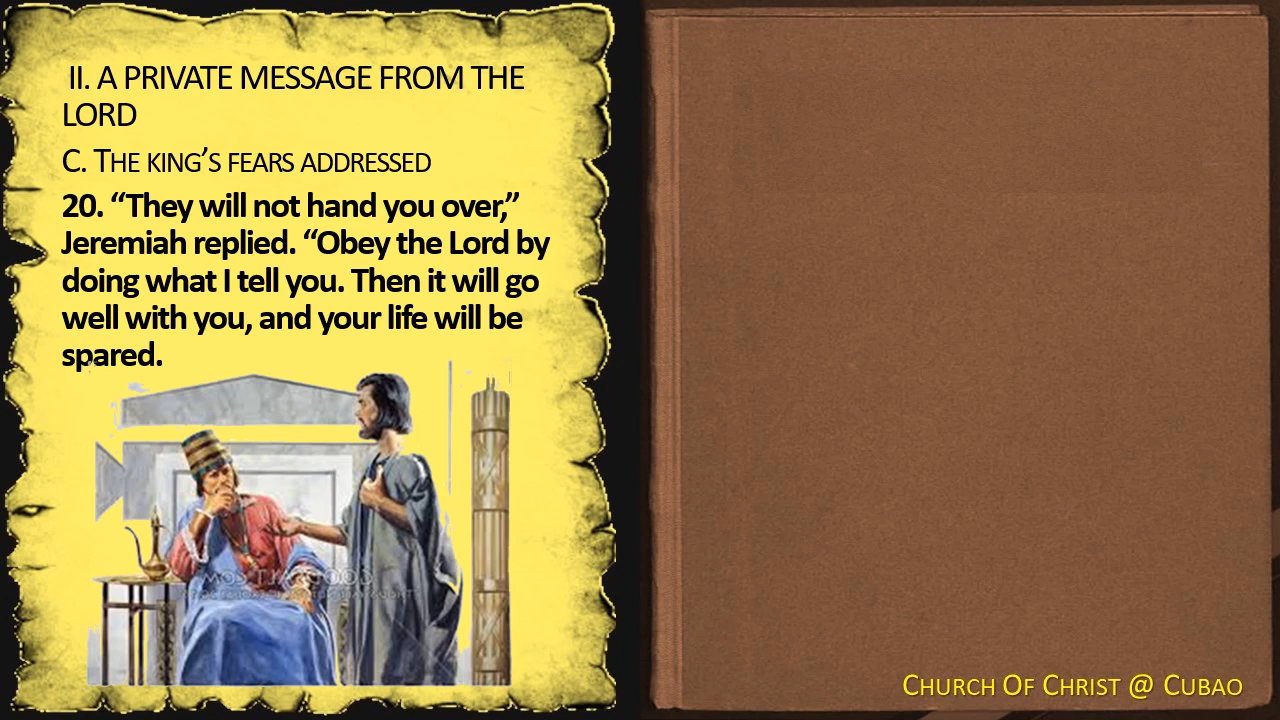 II. A PRIVATE MESSAGE FROM THE
LORD
C. THE KING’S FEARS ADDRESSED
20. “They will not hand you over,”
Jeremiah replied. “Obey the Lord by
doing what I tell you. Then it will go
well with you, and your life will be
spared.
CHURCH OF CHRIST @ CUBAO